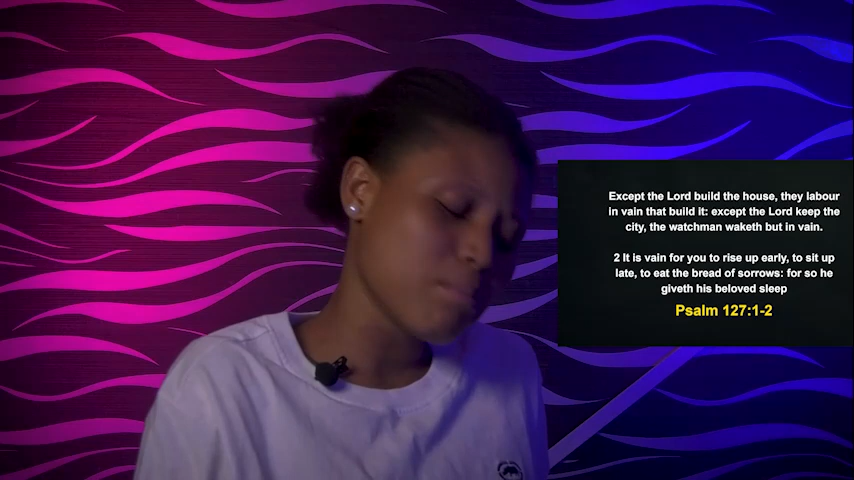 Except the Lord build the house, they labour
in vain that build it: except the Lord keep the
city, the watchman waketh but in vain.
2 It is vain for you to rise up early, to sit up
late, to eat the bread of sorrows: for so he
giveth his beloved sleep
Psalm 127:1-2